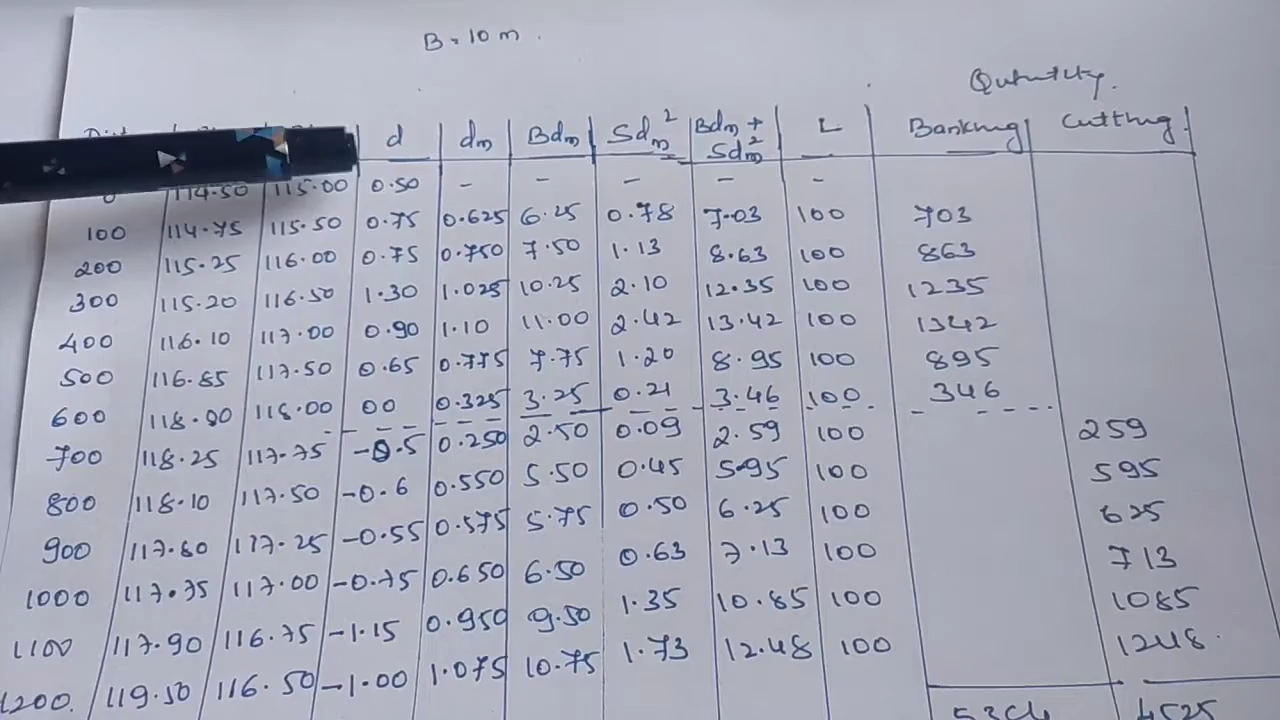 B = 10 m.
Quantity.
d | dm | Bdm | Sdm² | Bdm + Sdm² | L | Banking | Cutting
0 | 114.50 | 115.00 | 0.50 | - | - | - | - | -
100 | 114.75 | 115.50 | 0.75 | 0.625 | 6.25 | 0.78 | 7.03 | 100 | 703
200 | 115.25 | 116.00 | 0.75 | 0.750 | 7.50 | 1.13 | 8.63 | 100 | 863
300 | 115.20 | 116.50 | 1.30 | 1.025 | 10.25 | 2.10 | 12.35 | 100 | 1235
400 | 116.10 | 117.00 | 0.90 | 1.10 | 11.00 | 2.42 | 13.42 | 100 | 1342
500 | 116.85 | 117.50 | 0.65 | 0.775 | 7.75 | 1.20 | 8.95 | 100 | 895
600 | 118.00 | 118.00 | 00 | 0.325 | 3.25 | 0.21 | 3.46 | 100 | 346
700 | 118.25 | 117.75 | -0.5 | 0.250 | 2.50 | 0.09 | 2.59 | 100 | 259
800 | 118.10 | 117.50 | -0.6 | 0.550 | 5.50 | 0.45 | 5.95 | 100 | 595
900 | 117.80 | 117.25 | -0.55 | 0.575 | 5.75 | 0.50 | 6.25 | 100 | 625
1000 | 117.75 | 117.00 | -0.75 | 0.650 | 6.50 | 0.63 | 7.13 | 100 | 713
1100 | 117.90 | 116.75 | -1.15 | 0.950 | 9.50 | 1.35 | 10.85 | 100 | 1085
1200. | 119.50 | 116.50 | -1.00 | 1.075 | 10.75 | 1.73 | 12.48 | 100 | 1248.
4525